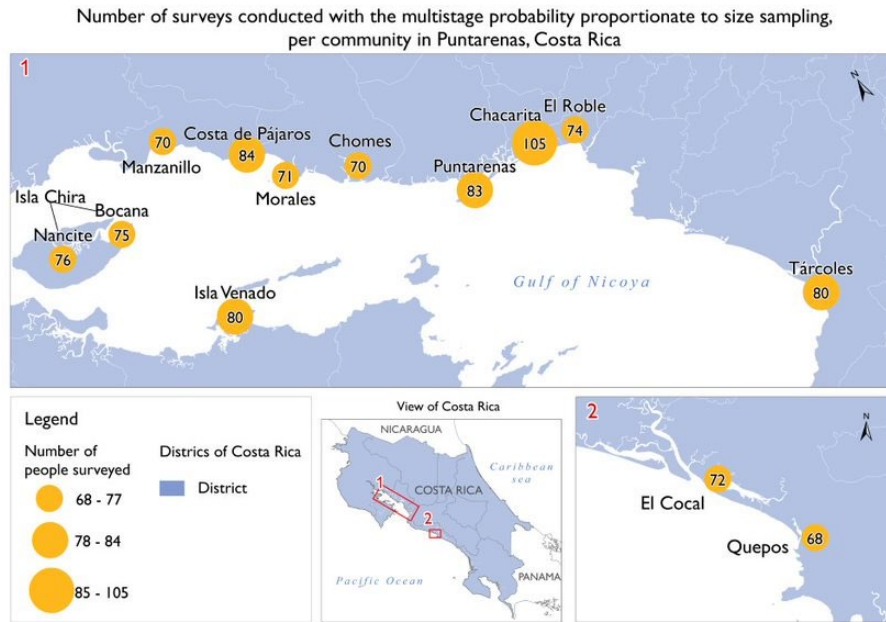 Number of surveys conducted with the multistage probability proportionate to size sampling,
per community in Puntarenas, Costa Rica
1
N
El Roble
74
Chacarita
105
Costa de Pájaros
84
Chomes
70
70
Manzanillo
71
Morales
Puntarenas
83
Isla Chira
Bocana
75
Nancite
76
Isla Venado
80
Gulf of Nicoya
Tárcoles
80
Legend
Number of
people surveyed
68 - 77
78 - 84
85 - 105
Districs of Costa Rica
District
View of Costa Rica
NICARAGUA
Caribbean
sea
1
COSTA RICA
2
Pacific Ocean
PANAMA
2
N
72
El Cocal
Quepos
68